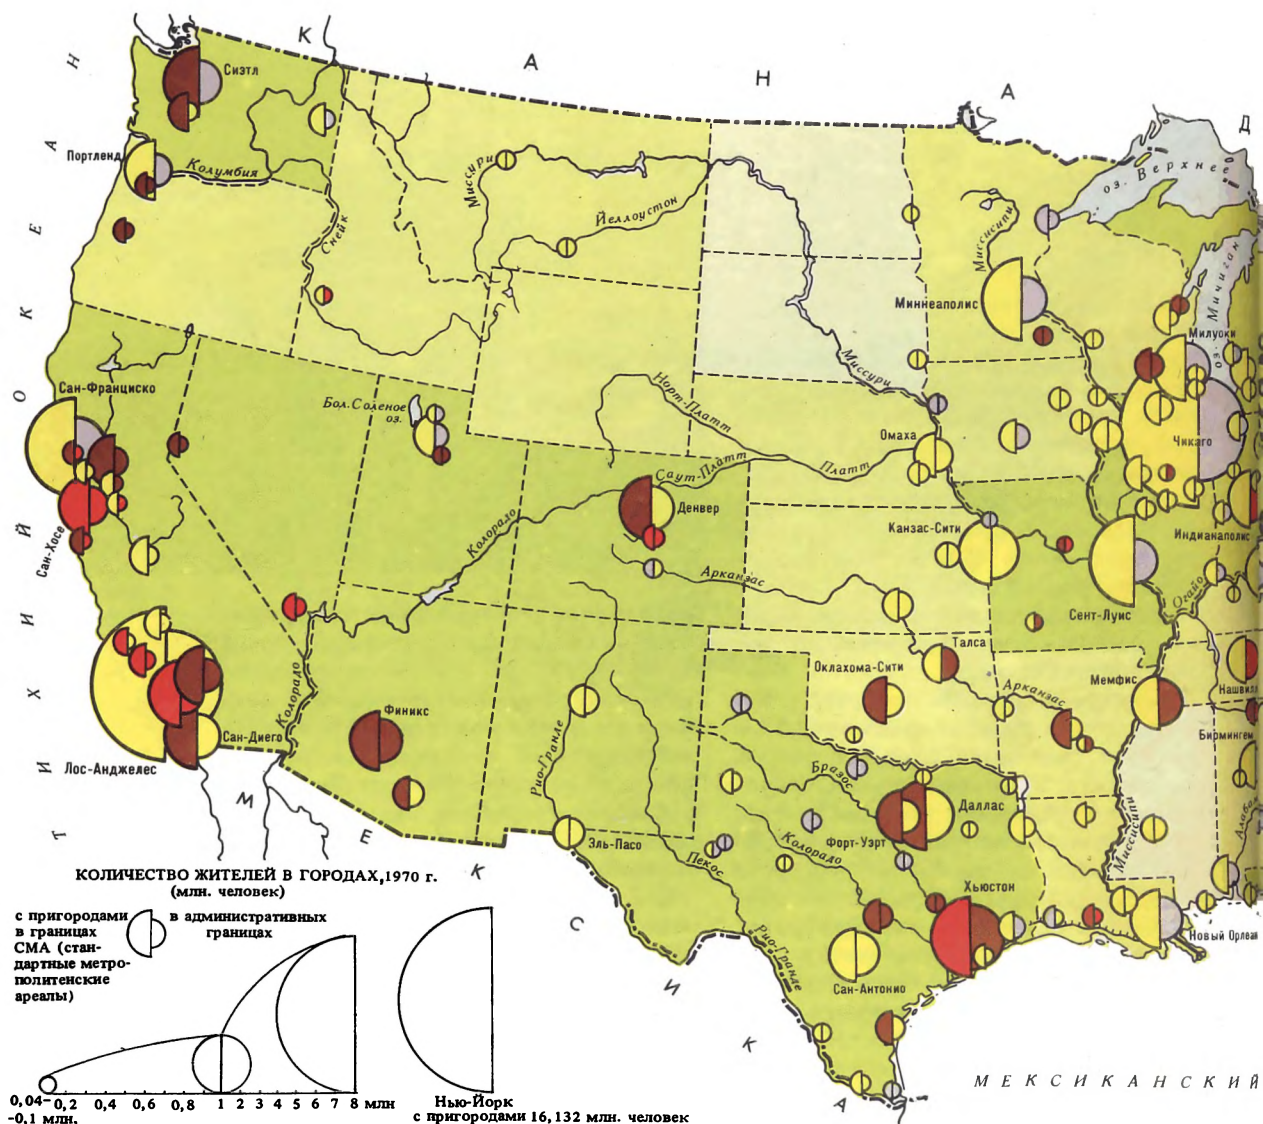 К А Н А Д
Т И Х И Й О К Е А Н
М Е К С И К А
Сиэтл
Портленд
Колумбия
Снейк
Миссури
Йеллоустон
Миссисипи
оз. Верхнее
оз. Мичиган
Миннеаполис
Милуоки
Чикаго
Миссури
Сан-Франциско
Бол. Соленое
оз.
Норт-Платт
Саут-Платт
Платт
Омаха
Денвер
Колорадо
Сан-Хосе
Канзас-Сити
Индианаполис
Арканзас
Сент-Луис
Огайо
Талса
Оклахома-Сити
Арканзас
Мемфис
Нашвилл
Бирмингем
Колорадо
Финикс
Сан-Диего
Лос-Анджелес
Рио-Гранде
Бразос
Даллас
Форт-Уэрт
Миссисипи
Алабам
Эль-Пасо
Пекос
Колорадо
Хьюстон
Новый Орлеан
Рио-Гранде
Сан-Антонио
МЕКСИКАНСКИЙ
КОЛИЧЕСТВО ЖИТЕЛЕЙ В ГОРОДАХ,1970 г.
(млн. человек)
с пригородами
в границах
СМА (стан-
дартные метро-
политенские
ареалы)
в административных
границах
0,04-
-0,1 млн.
0,2 0,4 0,6 0,8 1 2 3 4 5 6 7 8 млн
Нью-Йорк
с пригородами 16,132 млн. человек